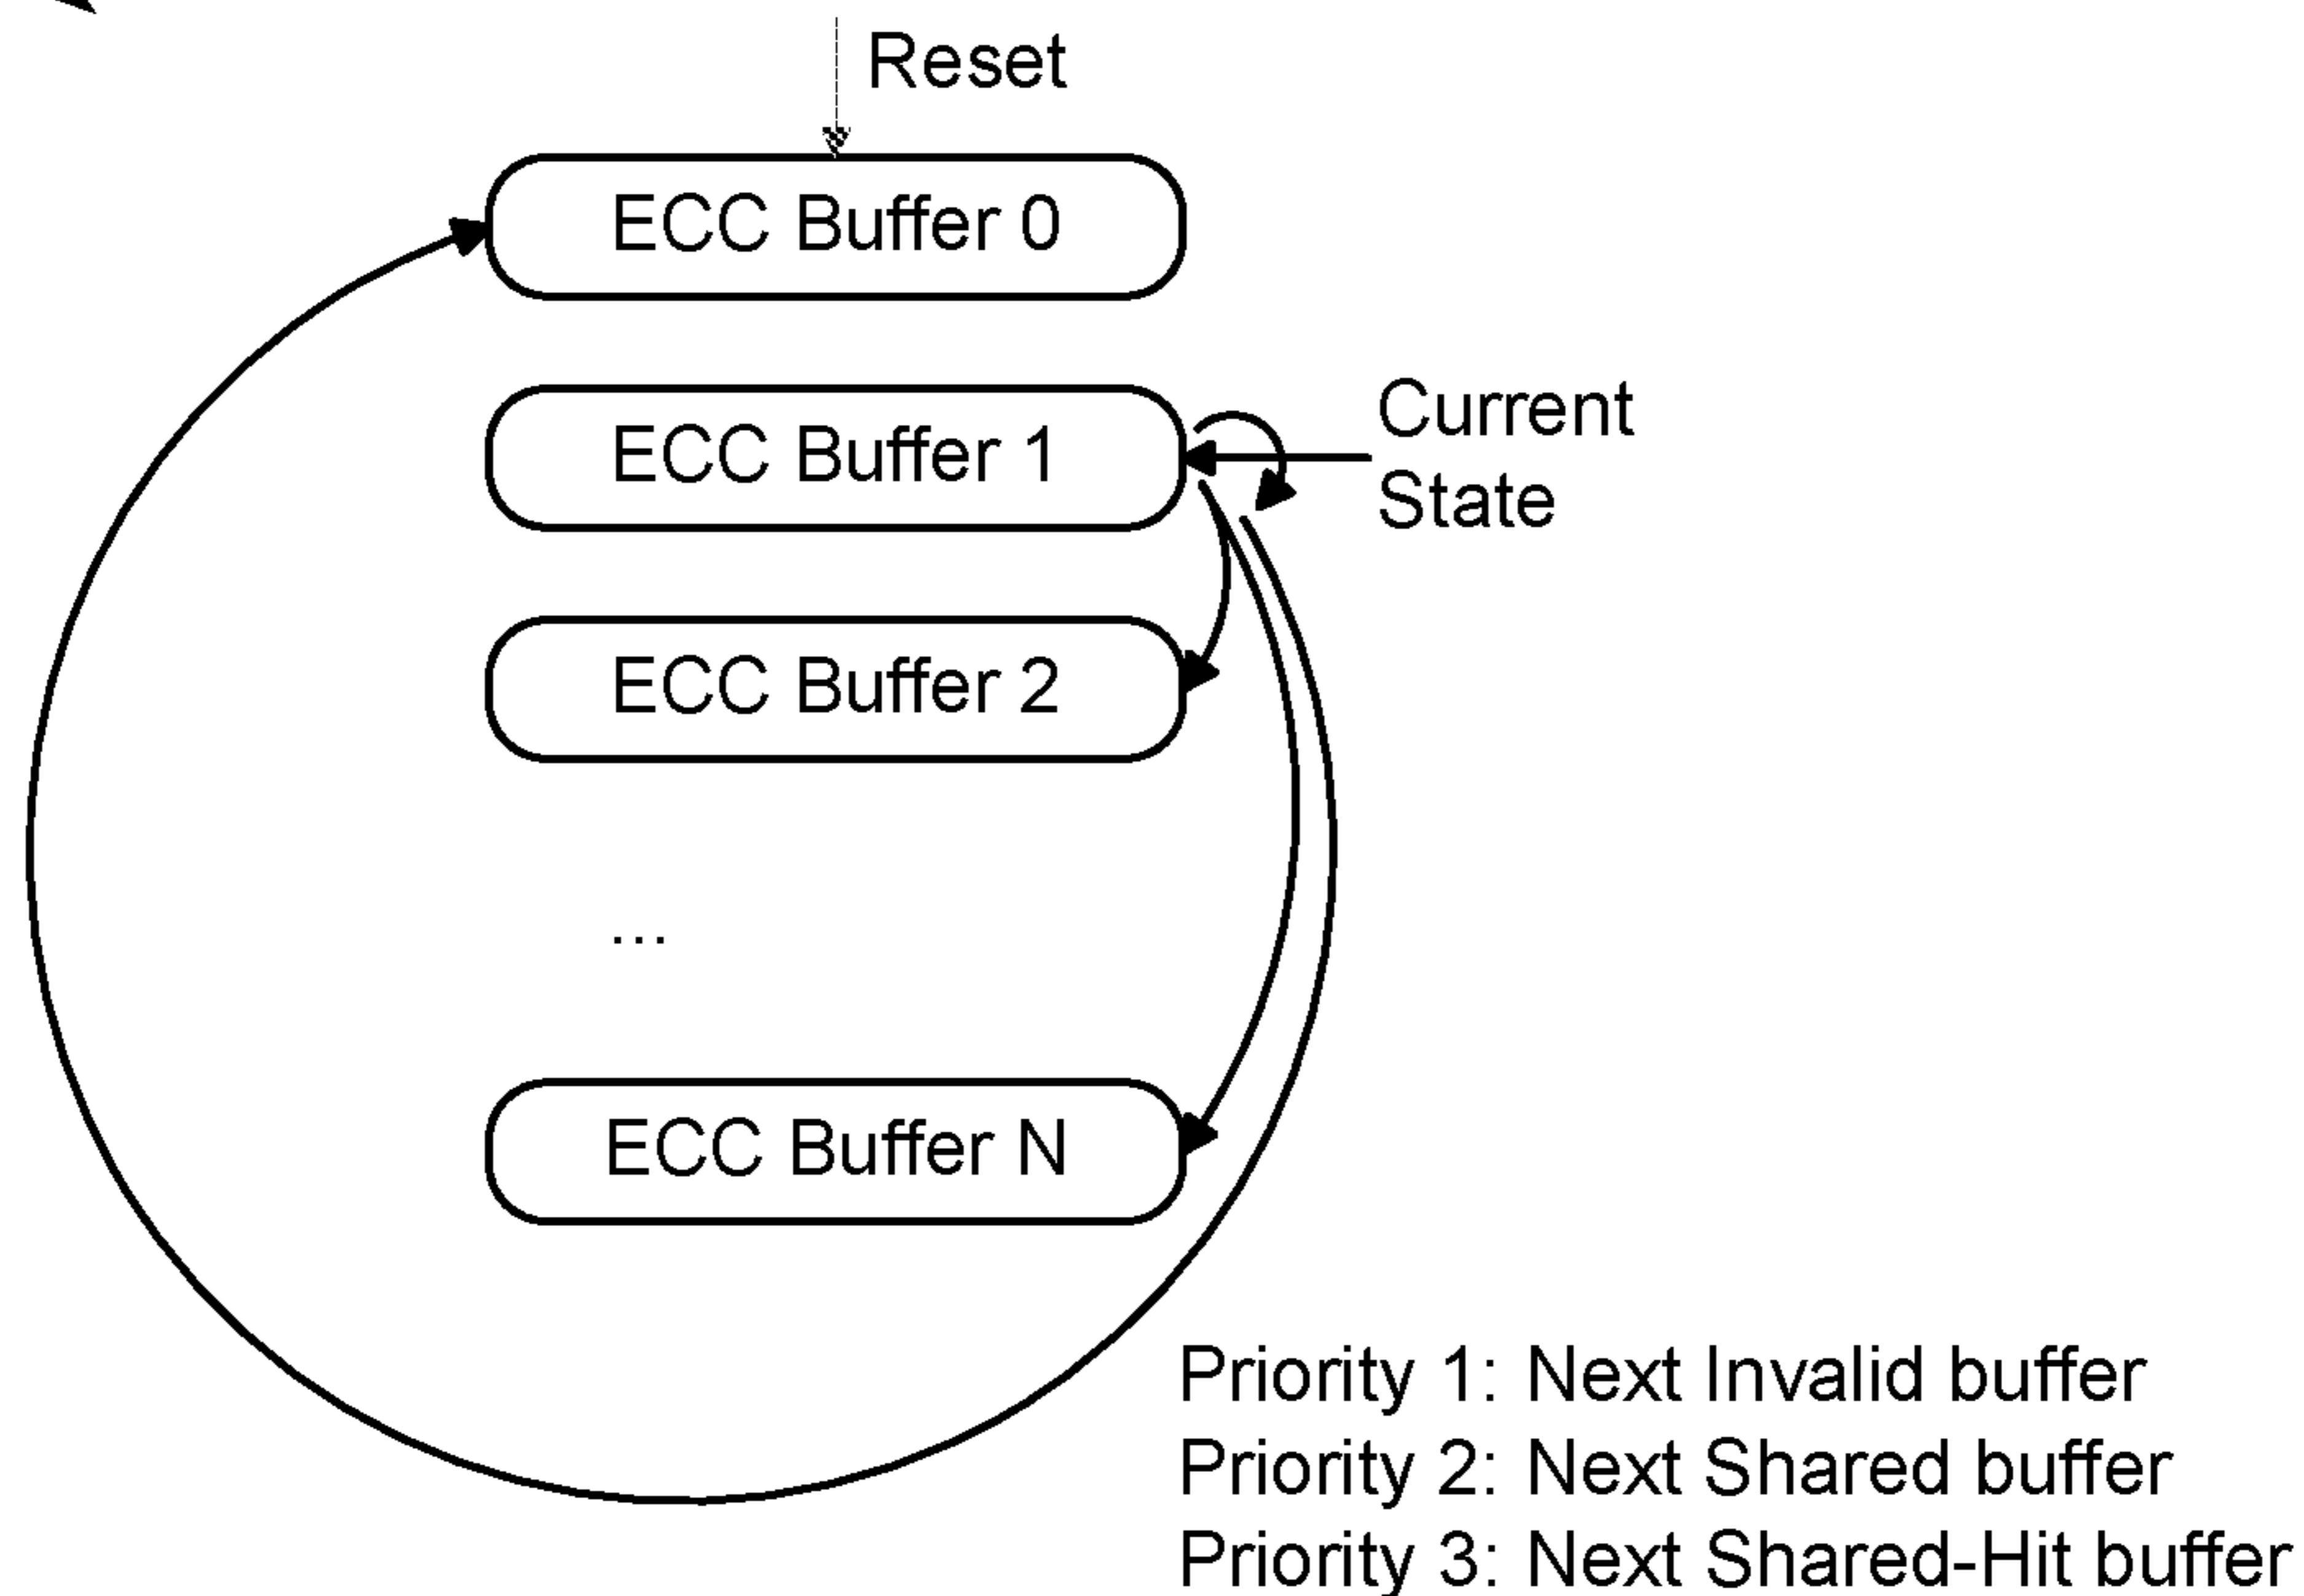 Reset
ECC Buffer 0
ECC Buffer 1
Current
State
ECC Buffer 2
...
ECC Buffer N
Priority 1: Next Invalid buffer
Priority 2: Next Shared buffer
Priority 3: Next Shared-Hit buffer